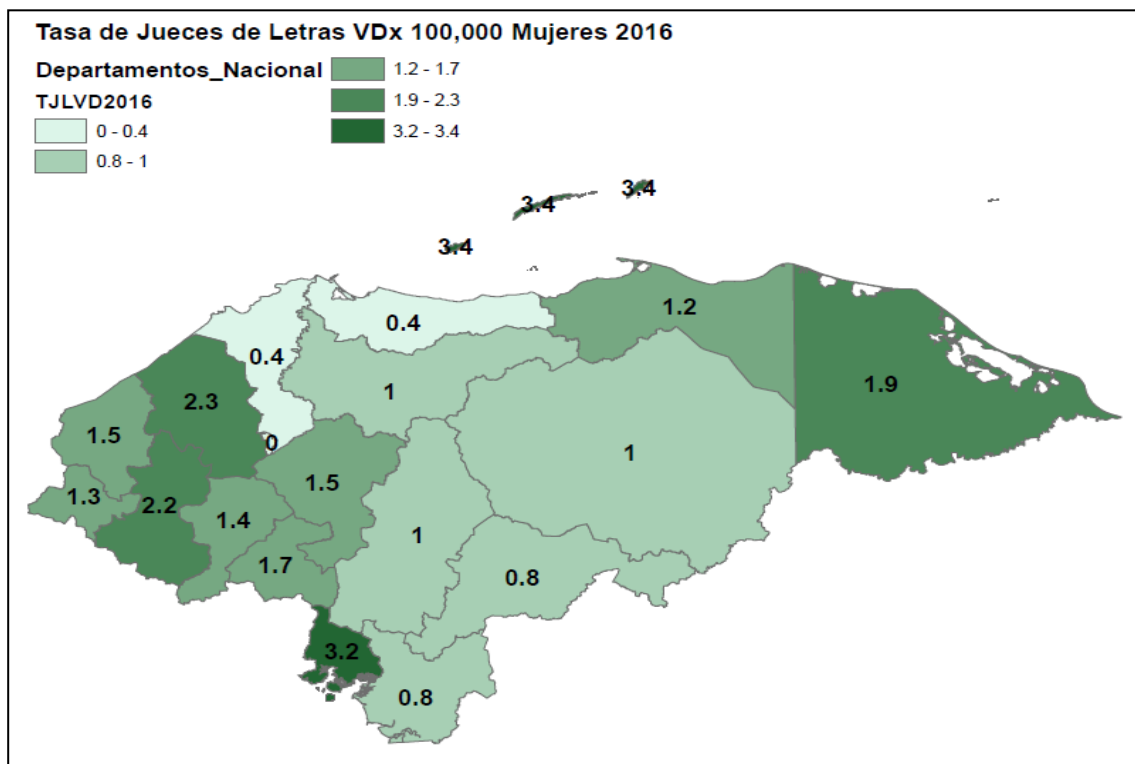 Tasa de Jueces de Letras VDx 100,000 Mujeres 2016
Departamentos_Nacional
TJLVD2016
0 - 0.4
0.8 - 1
1.2 - 1.7
1.9 - 2.3
3.2 - 3.4
3.4
3.4
3.4
1.2
0.4
0.4
1
1.9
2.3
1.5
0
1
1.5
1.3
2.2
1.4
1
1.7
0.8
3.2
0.8